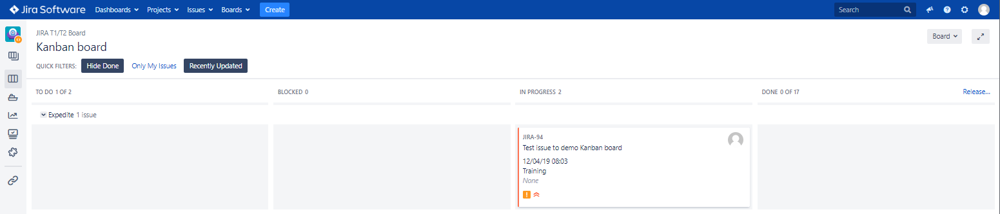 Jira Software Dashboards Projects Issues Boards Create Search
JIRA T1/T2 Board
Kanban board
Board
QUICK FILTERS: Hide Done Only My Issues Recently Updated
TO DO 1 OF 2 BLOCKED 0 IN PROGRESS 2 DONE 0 OF 17 Release...
Expedite 1 issue
JIRA-94
Test issue to demo Kanban board
12/04/19 08:03
Training
None